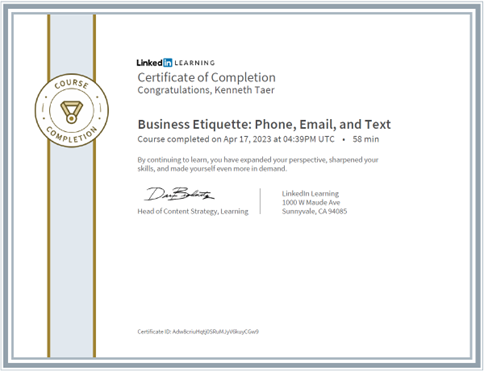 Linked in LEARNING
Certificate of Completion
Congratulations, Kenneth Taer
COURSE
COMPLETION
Business Etiquette: Phone, Email, and Text
Course completed on Apr 17, 2023 at 04:39PM UTC • 58 min
By continuing to learn, you have expanded your perspective, sharpened your
skills, and made yourself even more in demand.
Head of Content Strategy, Learning
LinkedIn Learning
1000 W Maude Ave
Sunnyvale, CA 94085
Certificate ID: